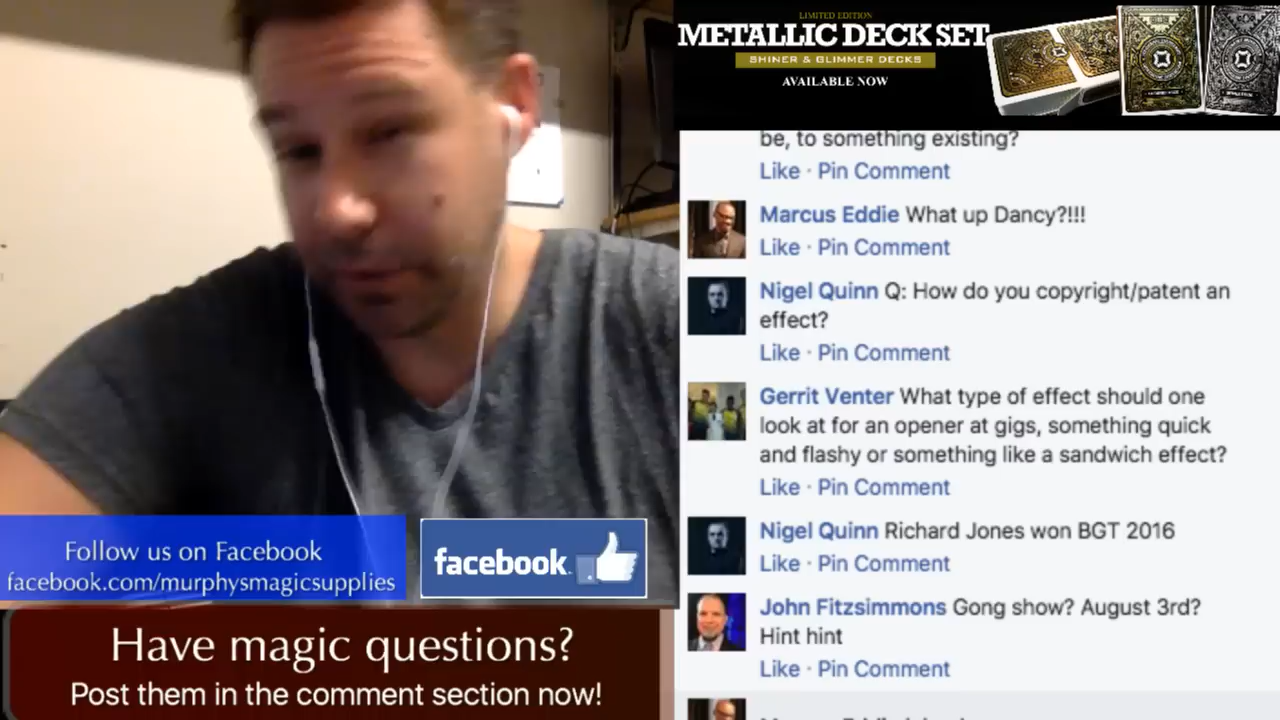 LIMITED EDITION
METALLIC DECK SET
SHINER & GLIMMER DECKS
AVAILABLE NOW
be, to something existing?
Like · Pin Comment
Marcus Eddie What up Dancy?!!!
Like · Pin Comment
Nigel Quinn Q: How do you copyright/patent an
effect?
Like · Pin Comment
Gerrit Venter What type of effect should one
look at for an opener at gigs, something quick
and flashy or something like a sandwich effect?
Like · Pin Comment
Nigel Quinn Richard Jones won BGT 2016
Like · Pin Comment
John Fitzsimmons Gong show? August 3rd?
Hint hint
Like · Pin Comment
Follow us on Facebook
facebook.com/murphysmagicsupplies
facebook.
Have magic questions?
Post them in the comment section now!